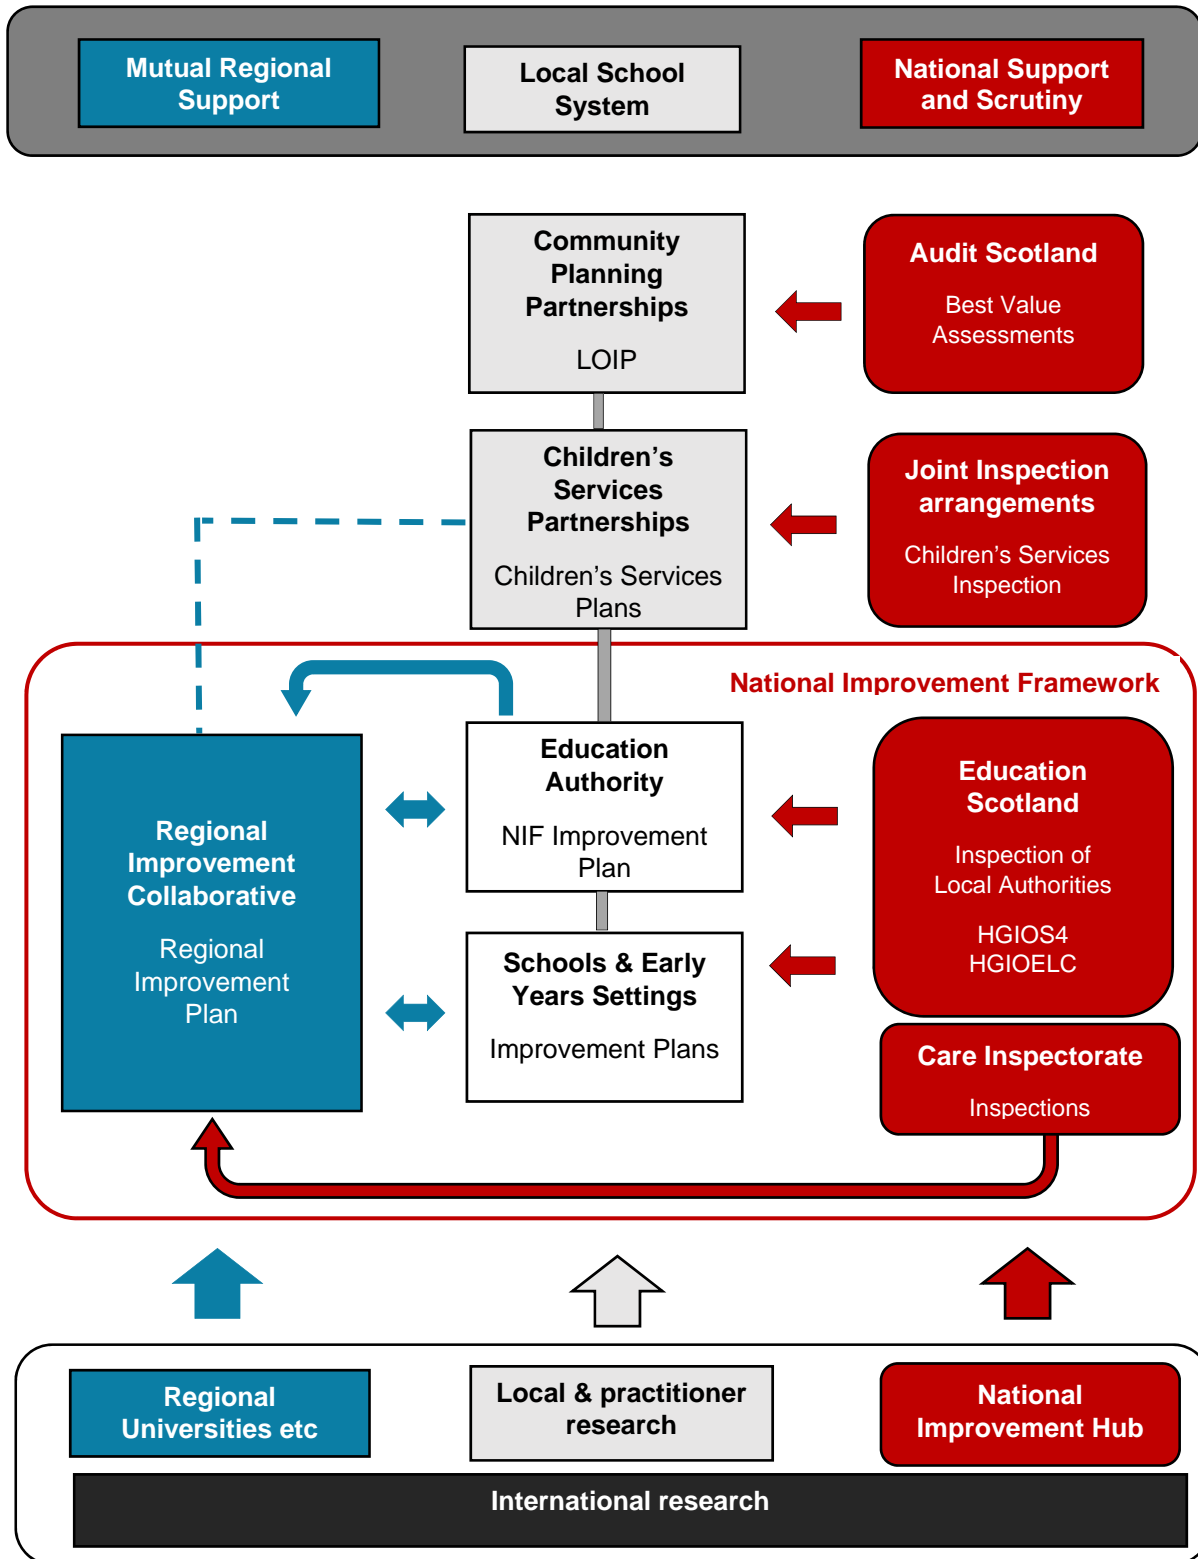 Mutual Regional
Support
Local School
System
National Support
and Scrutiny
Community
Planning
Partnerships
LOIP
Audit Scotland
Best Value
Assessments
Children’s
Services
Partnerships
Children’s Services
Plans
Joint Inspection
arrangements
Children’s Services
Inspection
National Improvement Framework
Regional
Improvement
Collaborative
Regional
Improvement
Plan
Education
Authority
NIF Improvement
Plan
Education
Scotland
Inspection of
Local Authorities
HGIOS4
HGIOELC
Schools & Early
Years Settings
Improvement Plans
Care Inspectorate
Inspections
Regional
Universities etc
Local & practitioner
research
National
Improvement Hub
International research